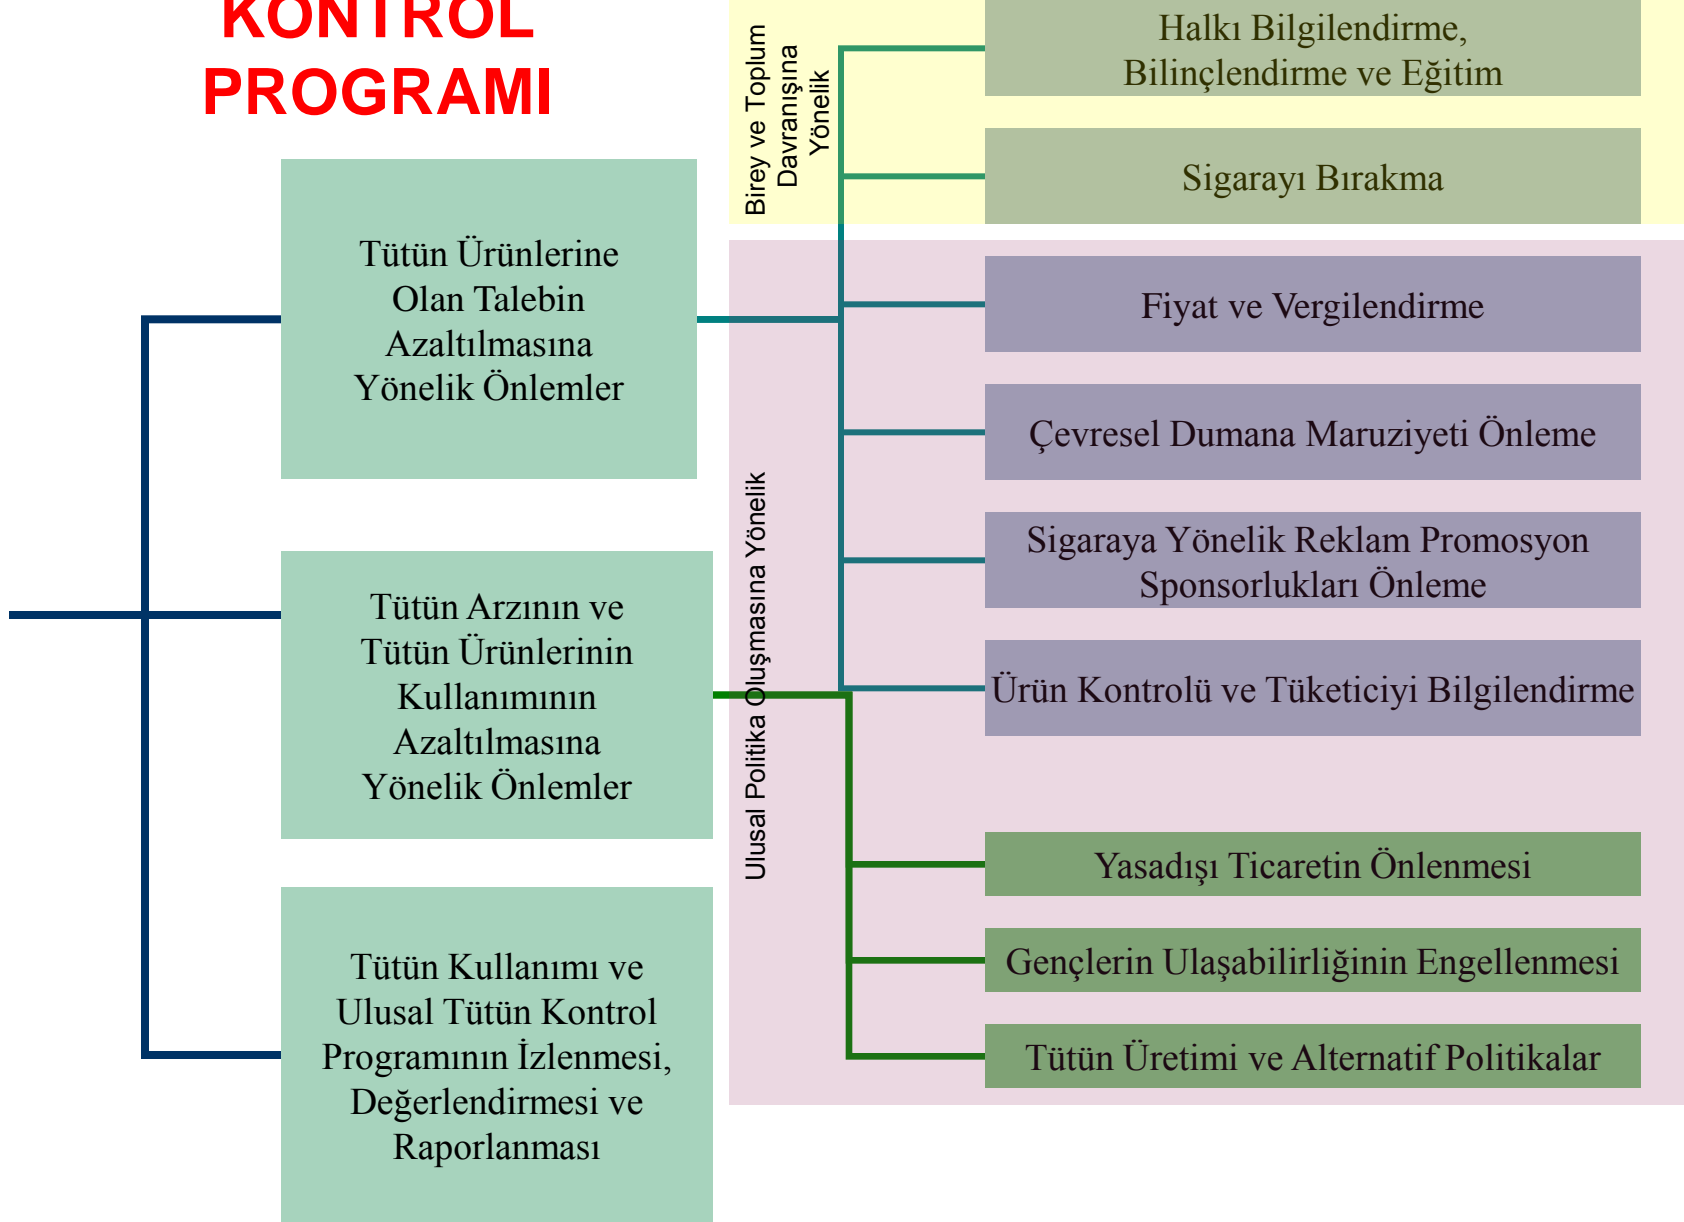 KONTROL
PROGRAMI
Tütün Ürünlerine
Olan Talebin
Azaltılmasına
Yönelik Önlemler
Tütün Arzının ve
Tütün Ürünlerinin
Kullanımının
Azaltılmasına
Yönelik Önlemler
Tütün Kullanımı ve
Ulusal Tütün Kontrol
Programının İzlenmesi,
Değerlendirmesi ve
Raporlanması
Birey ve Toplum
Davranışına
Yönelik
Halkı Bilgilendirme,
Bilinçlendirme ve Eğitim
Sigarayı Bırakma
Ulusal Politika Oluşmasına Yönelik
Fiyat ve Vergilendirme
Çevresel Dumana Maruziyeti Önleme
Sigaraya Yönelik Reklam Promosyon
Sponsorlukları Önleme
Ürün Kontrolü ve Tüketiciyi Bilgilendirme
Yasadışı Ticaretin Önlenmesi
Gençlerin Ulaşabilirliğinin Engellenmesi
Tütün Üretimi ve Alternatif Politikalar